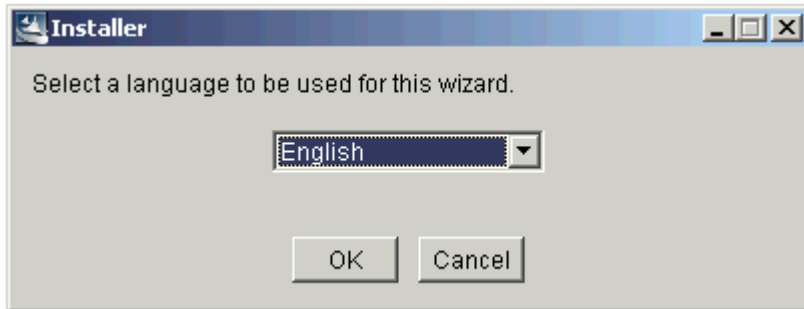 Installer
Select a language to be used for this wizard.
English
OK Cancel